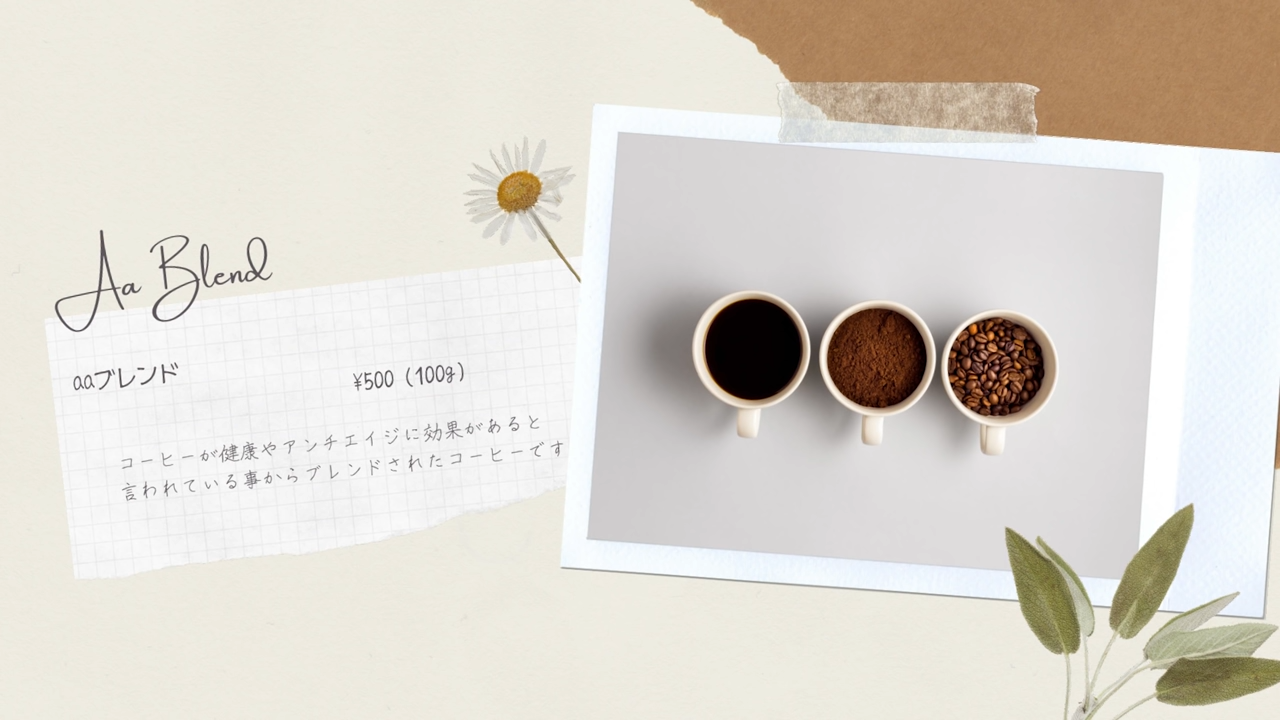 Aa Blend
aaブレンド
¥500（100g）
コーヒーが健康やアンチエイジに効果があると
言われている事からブレンドされたコーヒーです